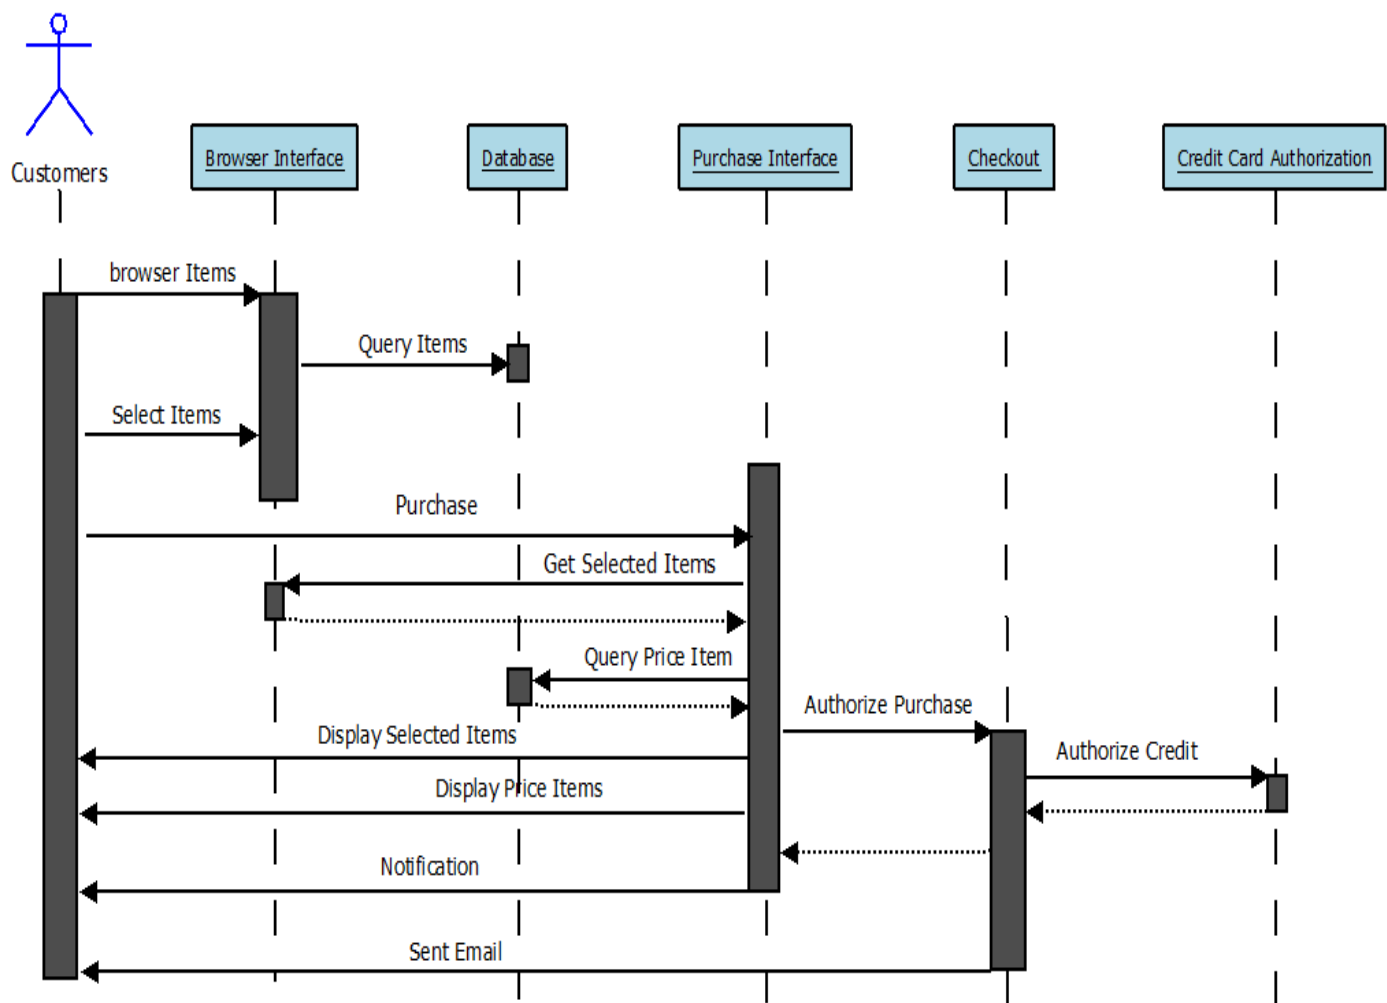 Customers
Browser Interface
Database
Purchase Interface
Checkout
Credit Card Authorization
browser Items
Query Items
Select Items
Purchase
Get Selected Items
Query Price Item
Authorize Purchase
Display Selected Items
Authorize Credit
Display Price Items
Notification
Sent Email